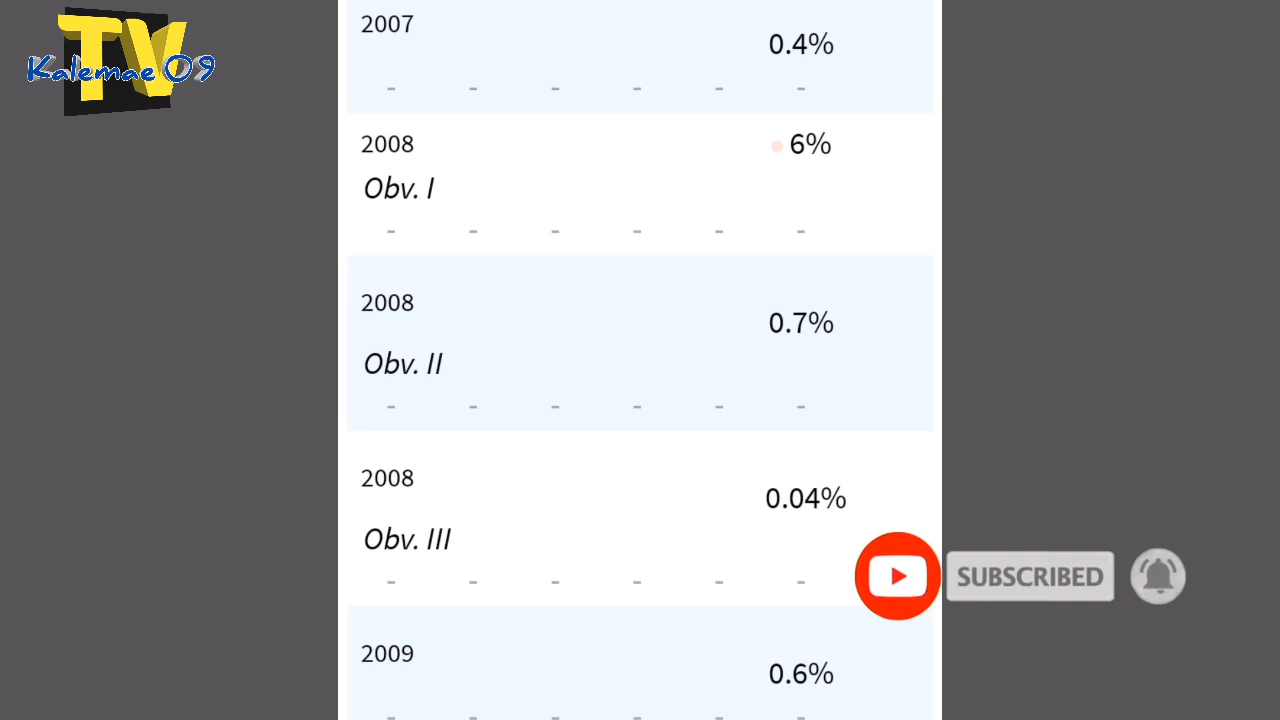 TV
Kalemae 09
2007
0.4%
- - - - - -
2008
6%
Obv. I
- - - - - -
2008
0.7%
Obv. II
- - - - - -
2008
0.04%
Obv. III
- - - - - -
SUBSCRIBED
2009
0.6%
- - - - - -